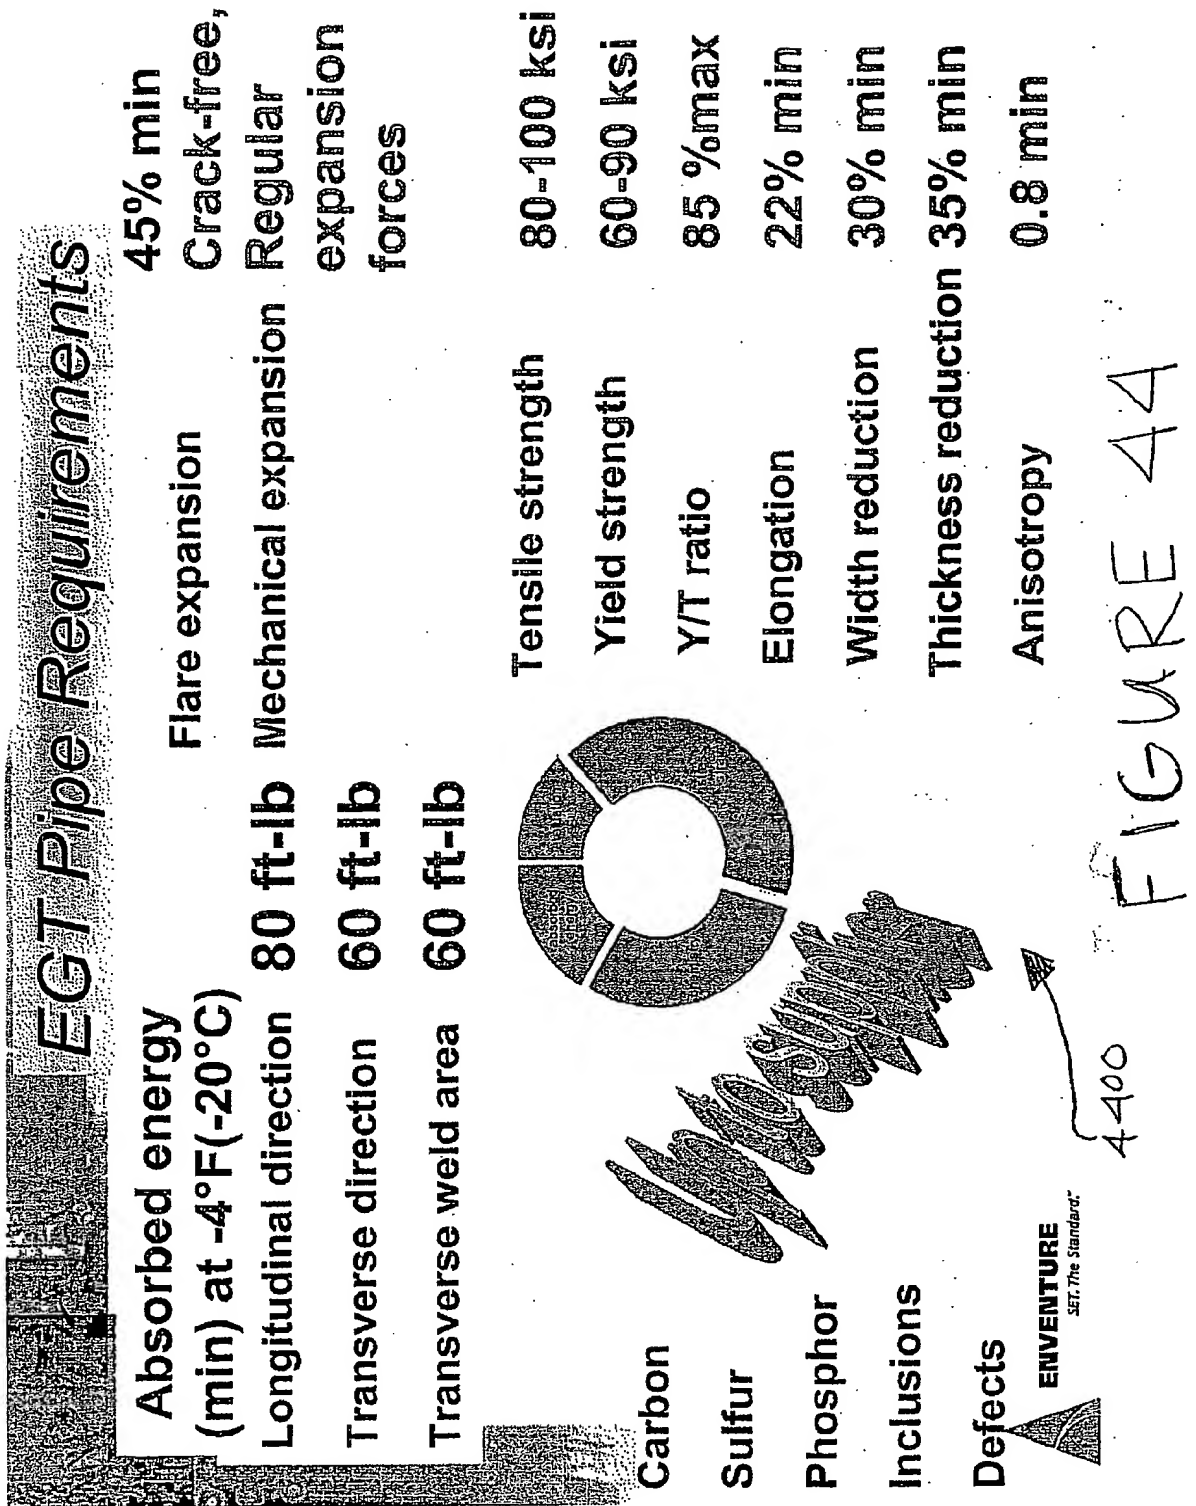 EGT Pipe Requirements
Absorbed energy
(min) at -4°F(-20°C)
Longitudinal direction 80 ft-lb
Transverse direction 60 ft-lb
Transverse weld area 60 ft-lb
Flare expansion 45% min
Mechanical expansion Crack-free,
Regular
expansion
forces
Tensile strength 80-100 ksi
Yield strength 60-90 ksi
Y/T ratio 85 %max
Elongation 22% min
Width reduction 30% min
Thickness reduction 35% min
Anisotropy 0.8 min
Carbon
Sulfur
Phosphor
Inclusions
Defects
ENVENTURE
SET. The Standard.™
4400
FIGURE 44